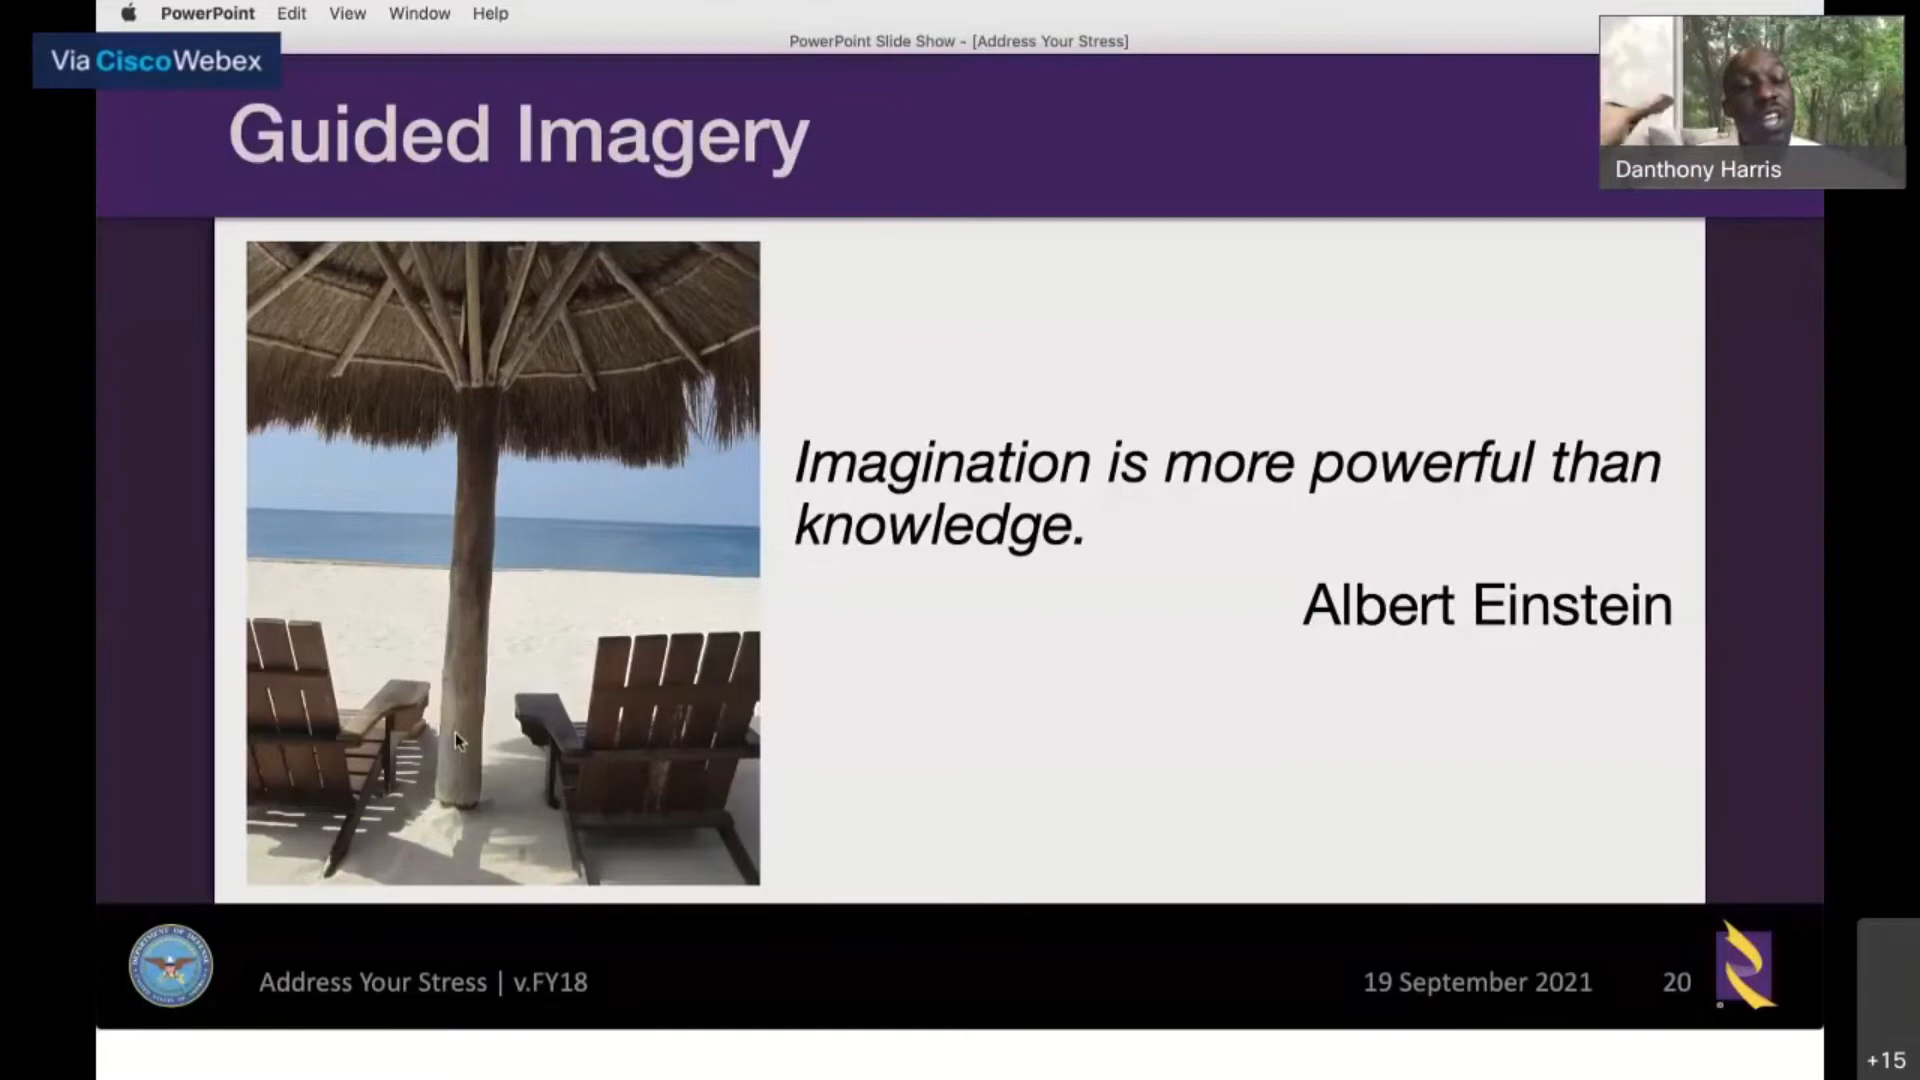 PowerPoint Edit View Window Help
PowerPoint Slide Show - [Address Your Stress]
Via CiscoWebex
Guided Imagery
Danthony Harris
Imagination is more powerful than
knowledge.
Albert Einstein
Address Your Stress | v.FY18
19 September 2021
20
+15